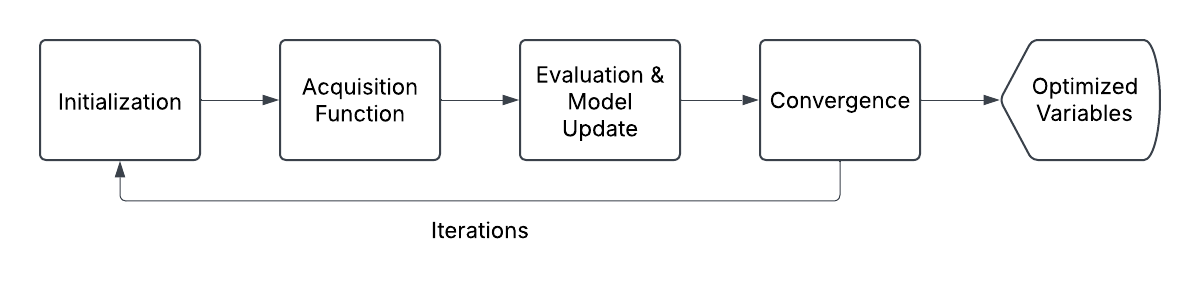 Initialization
Acquisition
Function
Evaluation &
Model
Update
Convergence
Optimized
Variables
Iterations